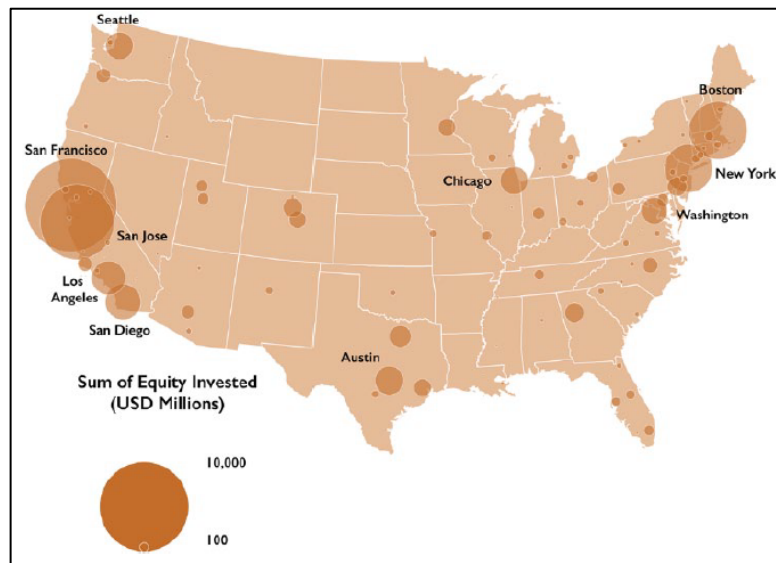 Seattle
Boston
San Francisco
Chicago
New York
Washington
San Jose
Los
Angeles
San Diego
Austin
Sum of Equity Invested
(USD Millions)
10,000
100